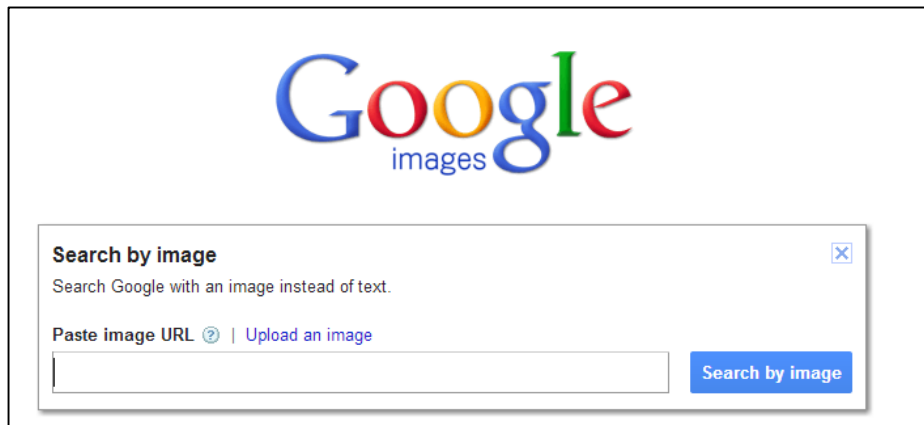 Google
images
Search by image
Search Google with an image instead of text.
Paste image URL ? | Upload an image
Search by image